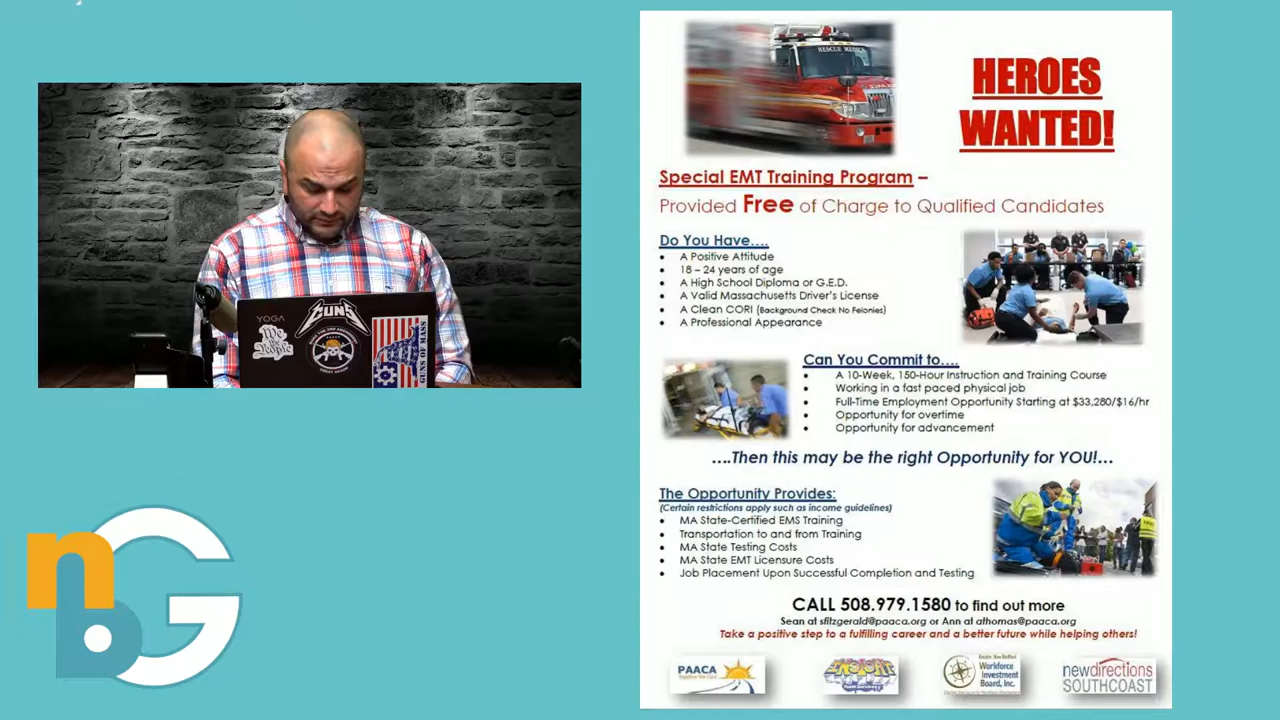 RESCUE MEDICS
HEROES
WANTED!
Special EMT Training Program –
Provided Free of Charge to Qualified Candidates
Do You Have….
• A Positive Attitude
• 18 – 24 years of age
• A High School Diploma or G.E.D.
• A Valid Massachusetts Driver's License
• A Clean CORI (Background Check No Felonies)
• A Professional Appearance
Can You Commit to….
• A 10-Week, 150-Hour Instruction and Training Course
• Working in a fast paced physical job
• Full-Time Employment Opportunity Starting at $33,280/$16/hr
• Opportunity for overtime
• Opportunity for advancement
….Then this may be the right Opportunity for YOU!…
The Opportunity Provides:
(Certain restrictions apply such as income guidelines)
• MA State-Certified EMS Training
• Transportation to and from Training
• MA State Testing Costs
• MA State EMT Licensure Costs
• Job Placement Upon Successful Completion and Testing
CALL 508.979.1580 to find out more
Sean at sfitzgerald@paaca.org or Ann at athomas@paaca.org
Take a positive step to a fulfilling career and a better future while helping others!
PAACA
Workforce
Investment
Board, Inc.
newdirections
SOUTHCOAST
YOGA
We
the
People
GUNS
GUNS OF MASS
nbG